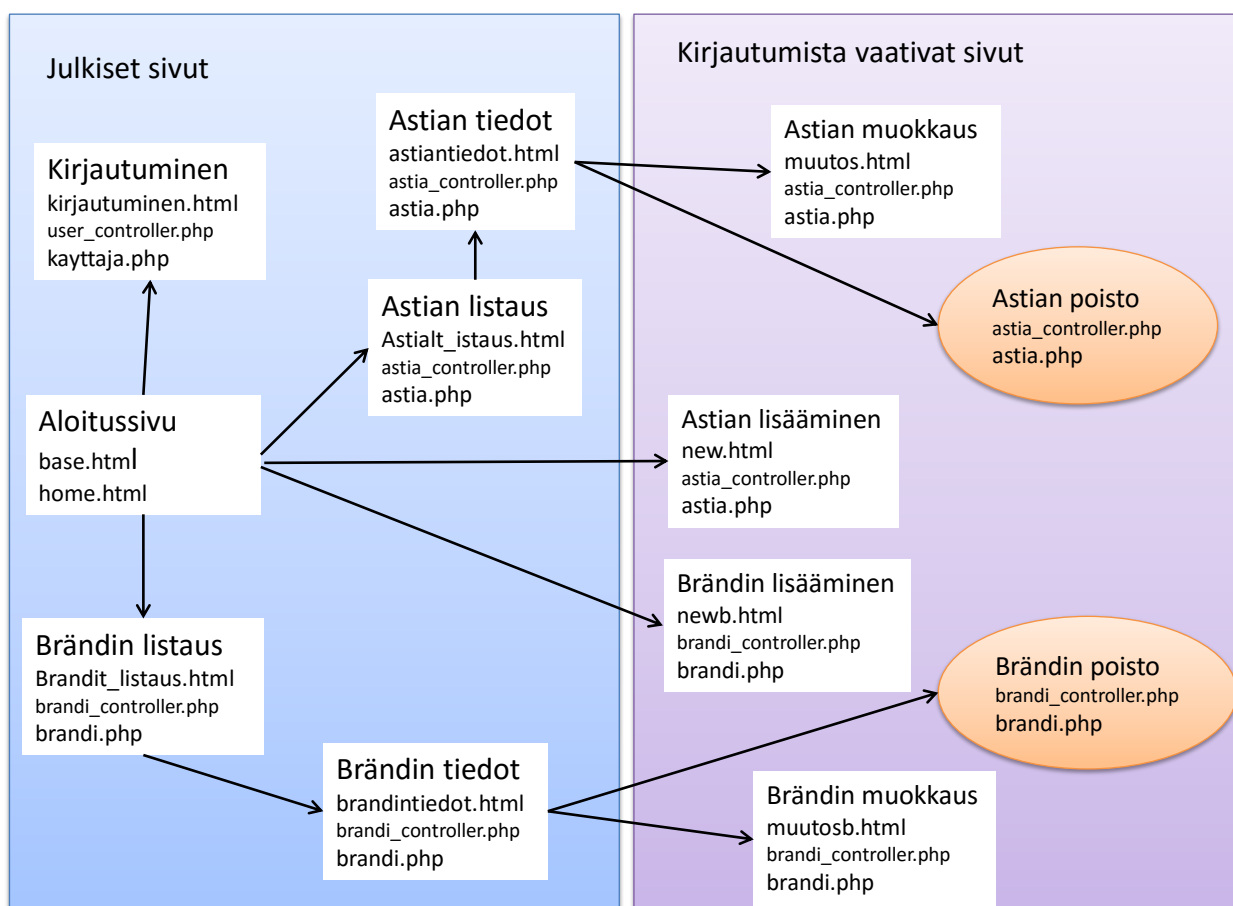 Julkiset sivut
Kirjautuminen
kirjautuminen.html
user_controller.php
kayttaja.php
Astian tiedot
astiantiedot.html
astia_controller.php
astia.php
Astian listaus
Astialt_istaus.html
astia_controller.php
astia.php
Aloitussivu
base.html
home.html
Brändin listaus
Brandit_listaus.html
brandi_controller.php
brandi.php
Brändin tiedot
brandintiedot.html
brandi_controller.php
brandi.php
Kirjautumista vaativat sivut
Astian muokkaus
muutos.html
astia_controller.php
astia.php
Astian poisto
astia_controller.php
astia.php
Astian lisääminen
new.html
astia_controller.php
astia.php
Brändin lisääminen
newb.html
brandi_controller.php
brandi.php
Brändin poisto
brandi_controller.php
brandi.php
Brändin muokkaus
muutosb.html
brandi_controller.php
brandi.php